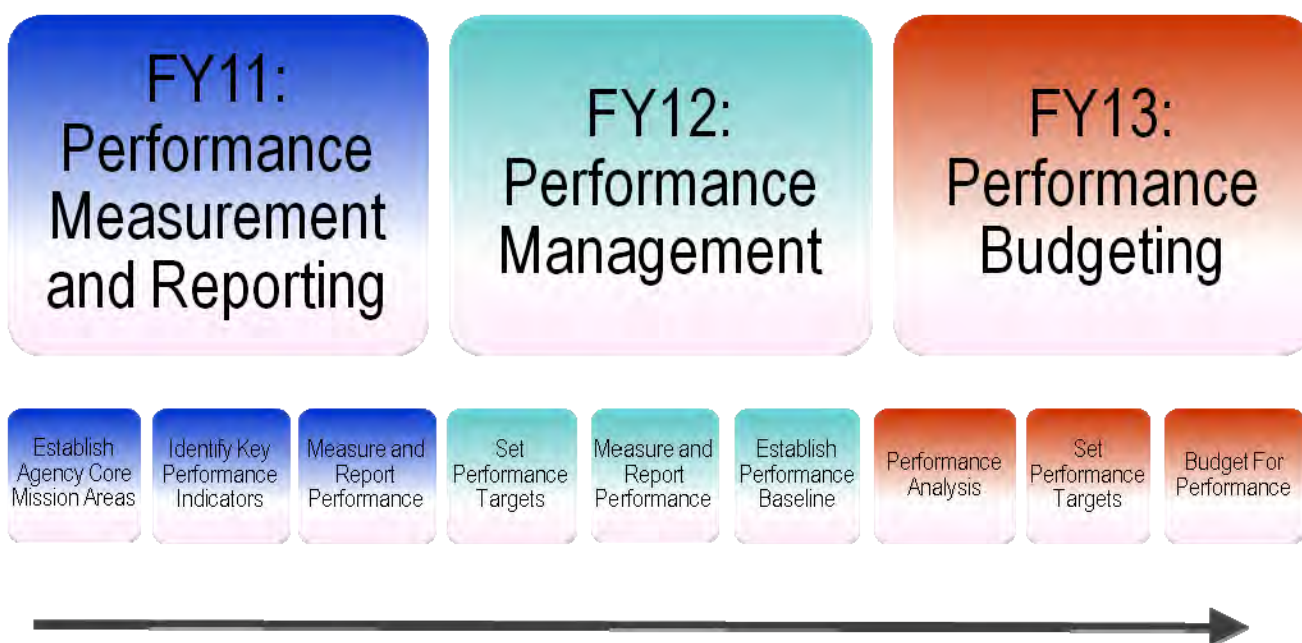 FY11:
Performance
Measurement
and Reporting
FY12:
Performance
Management
FY13:
Performance
Budgeting
Establish
Agency Core
Mission Areas
Identify Key
Performance
Indicators
Measure and
Report
Performance
Set
Performance
Targets
Measure and
Report
Performance
Establish
Performance
Baseline
Performance
Analysis
Set
Performance
Targets
Budget For
Performance